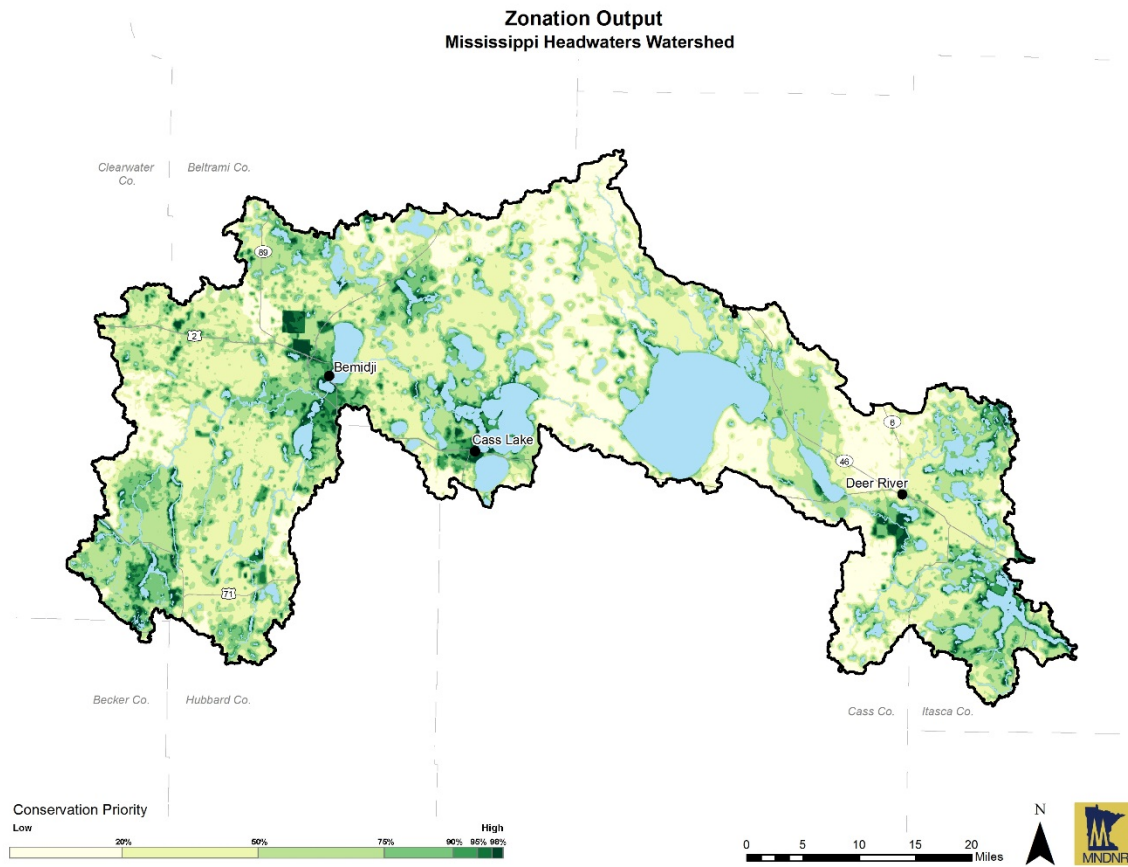 Zonation Output
Mississippi Headwaters Watershed
Clearwater
Co.
Beltrami Co.
89
2
Bemidji
Cass Lake
6
46
Deer River
71
Becker Co.
Hubbard Co.
Cass Co.
Itasca Co.
Conservation Priority
Low
High
20%
50%
75%
90%
95%
98%
N
0
5
10
20
Miles
MNDNR